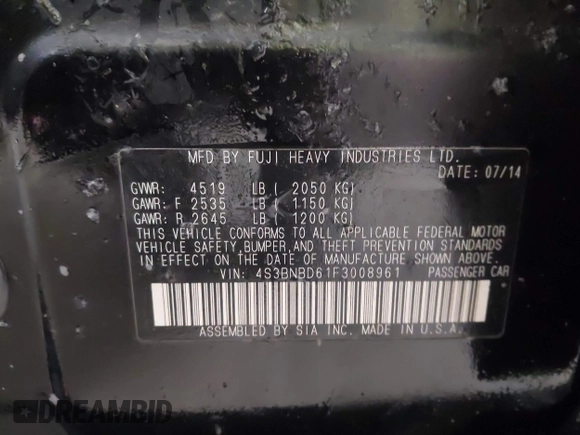 MFD BY FUJI HEAVY INDUSTRIES LTD.
DATE: 07/14
GVWR: 4519 LB ( 2050 KG)
GAWR: F 2535 LB ( 1150 KG)
GAWR: R 2645 LB ( 1200 KG)
THIS VEHICLE CONFORMS TO ALL APPLICABLE FEDERAL MOTOR
VEHICLE SAFETY, BUMPER, AND THEFT PREVENTION STANDARDS
IN EFFECT ON THE DATE OF MANUFACTURE SHOWN ABOVE.
VIN: 4S3BNBD61F3008961 PASSENGER CAR
ASSEMBLED BY SIA INC. MADE IN U.S.A.
DREAMBID